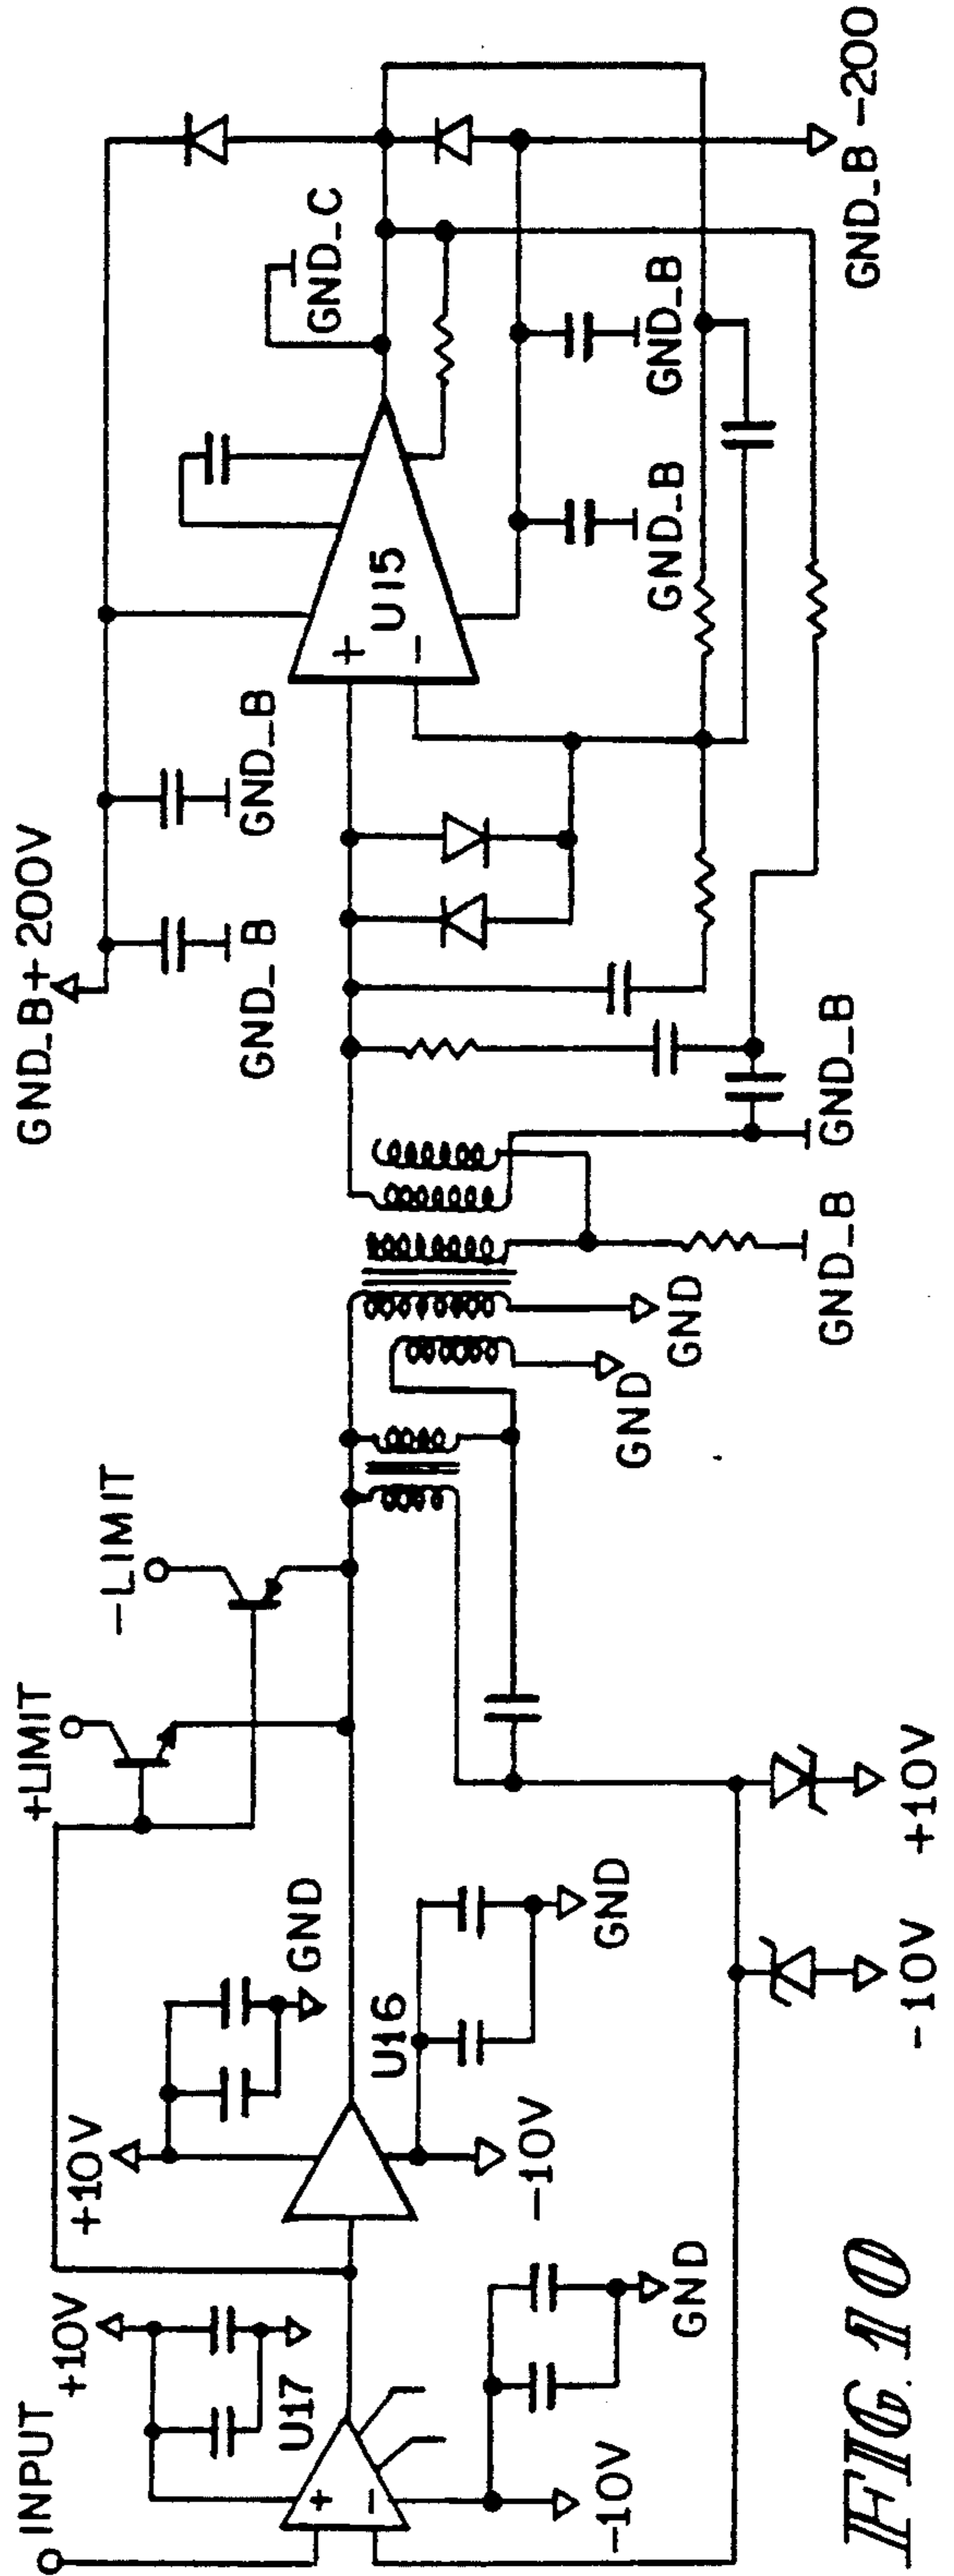 INPUT
+10V
U17
-10V
GND
+10V
GND
U16
-10V
GND
+LIMIT
-LIMIT
-10V
+10V
GND
GND
GND_B
GND_B
GND_B+200V
GND_B
GND_B
+
-
U15
GND_C
GND_B
GND_B
GND_B -200
+
-
FIG. 10